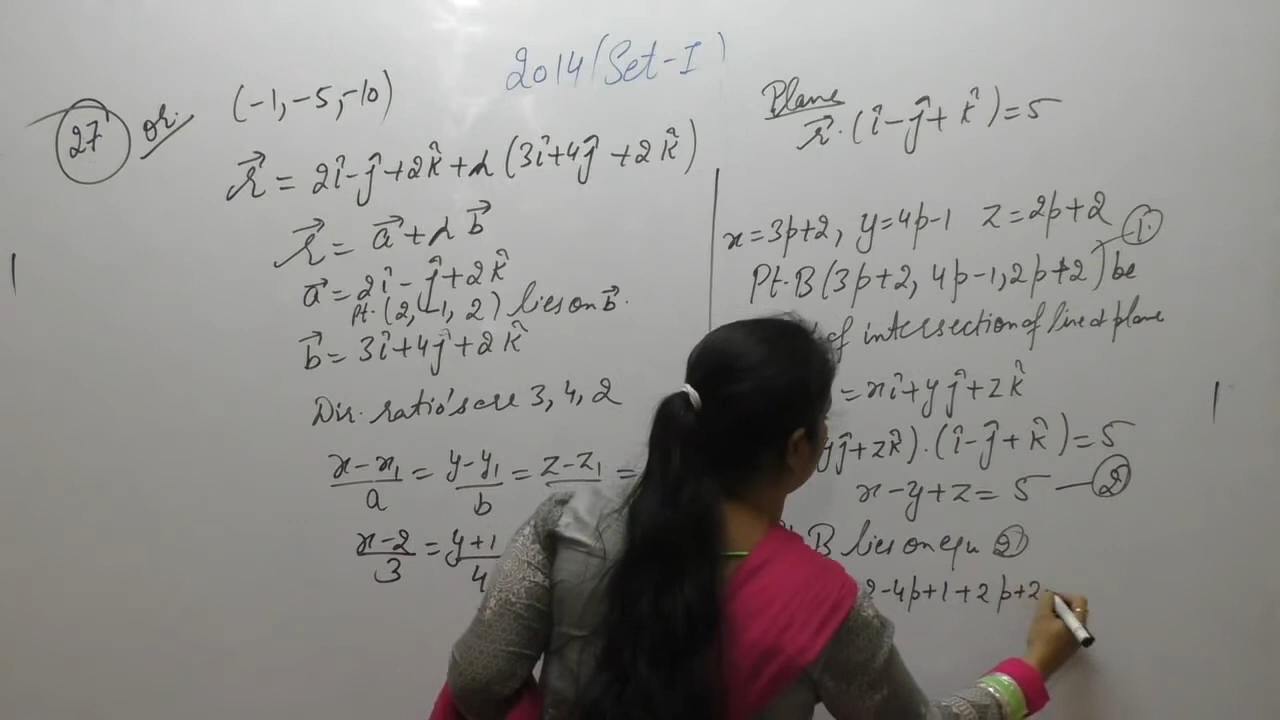 2014 (Set-I)
27 or.
(-1, -5, -10)
r⃗ = 2î - ĵ + 2k̂ + λ (3î + 4ĵ + 2k̂)
r⃗ = a⃗ + λ b⃗
a⃗ = 2î - ĵ + 2k̂
Pt. (2, -1, 2) lies on b⃗.
b⃗ = 3î + 4ĵ + 2k̂
Dir. ratio's are 3, 4, 2
(x - x₁)/a = (y - y₁)/b = (z - z₁)/ =
(x - 2)/3 = (y + 1)/4
Plane
r⃗ . (î - ĵ + k̂) = 5
x = 3p+2, y = 4p-1 z = 2p+2 — ①
Pt. B (3p+2, 4p-1, 2p+2) be
of intersection of line & plane
= xî + yĵ + zk̂
yĵ + zk̂) . (î - ĵ + k̂) = 5
x - y + z = 5 — ②
B lies on equ ②
2 - 4p + 1 + 2p + 2